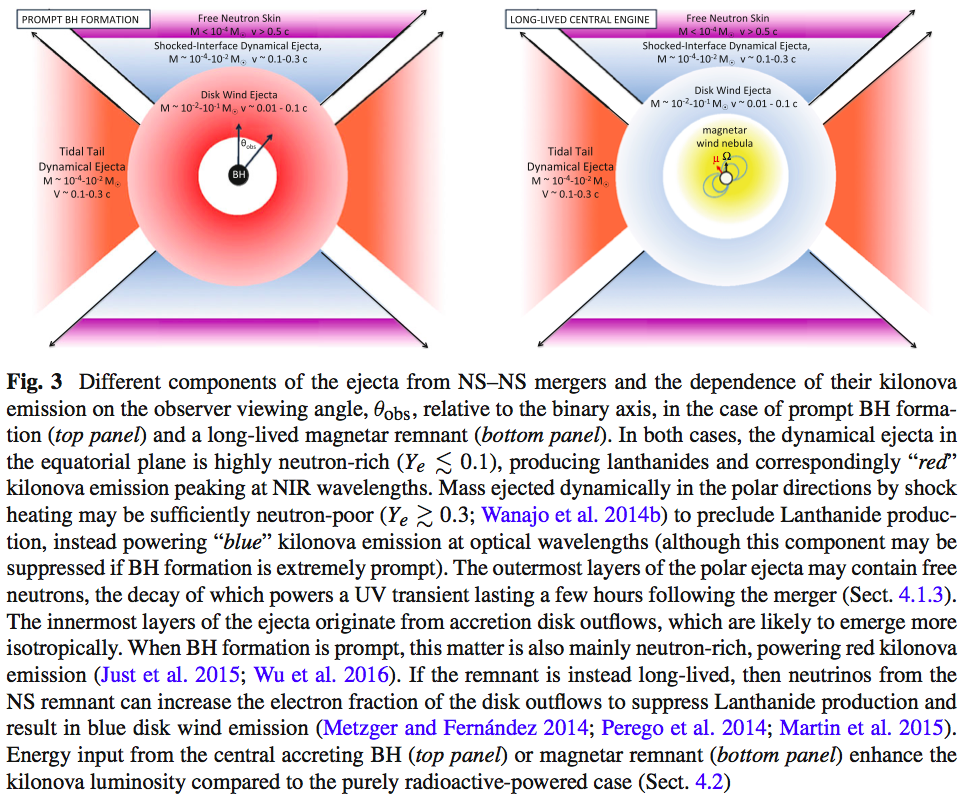 PROMPT BH FORMATION
Free Neutron Skin
M < 10⁻⁴ M☉ v > 0.5 c
Shocked-Interface Dynamical Ejecta,
M ~ 10⁻⁴-10⁻² M☉, v ~ 0.1-0.3 c
Disk Wind Ejecta
M ~ 10⁻²-10⁻¹ M☉ v ~ 0.01 - 0.1 c
θobs
BH
Tidal Tail
Dynamical Ejecta
M ~ 10⁻⁴-10⁻² M☉
V ~ 0.1-0.3 c
LONG-LIVED CENTRAL ENGINE
Free Neutron Skin
M < 10⁻⁴ M☉ v > 0.5 c
Shocked-Interface Dynamical Ejecta,
M ~ 10⁻⁴-10⁻² M☉, v ~ 0.1-0.3 c
Disk Wind Ejecta
M ~ 10⁻²-10⁻¹ M☉ v ~ 0.01 - 0.1 c
magnetar
wind nebula
μ Ω
Tidal Tail
Dynamical Ejecta
M ~ 10⁻⁴-10⁻² M☉
V ~ 0.1-0.3 c
Fig. 3 Different components of the ejecta from NS–NS mergers and the dependence of their kilonova
emission on the observer viewing angle, θobs, relative to the binary axis, in the case of prompt BH forma-
tion (top panel) and a long-lived magnetar remnant (bottom panel). In both cases, the dynamical ejecta in
the equatorial plane is highly neutron-rich (Ye ≲ 0.1), producing lanthanides and correspondingly “red”
kilonova emission peaking at NIR wavelengths. Mass ejected dynamically in the polar directions by shock
heating may be sufficiently neutron-poor (Ye ≳ 0.3; Wanajo et al. 2014b) to preclude Lanthanide produc-
tion, instead powering “blue” kilonova emission at optical wavelengths (although this component may be
suppressed if BH formation is extremely prompt). The outermost layers of the polar ejecta may contain free
neutrons, the decay of which powers a UV transient lasting a few hours following the merger (Sect. 4.1.3).
The innermost layers of the ejecta originate from accretion disk outflows, which are likely to emerge more
isotropically. When BH formation is prompt, this matter is also mainly neutron-rich, powering red kilonova
emission (Just et al. 2015; Wu et al. 2016). If the remnant is instead long-lived, then neutrinos from the
NS remnant can increase the electron fraction of the disk outflows to suppress Lanthanide production and
result in blue disk wind emission (Metzger and Fernández 2014; Perego et al. 2014; Martin et al. 2015).
Energy input from the central accreting BH (top panel) or magnetar remnant (bottom panel) enhance the
kilonova luminosity compared to the purely radioactive-powered case (Sect. 4.2)